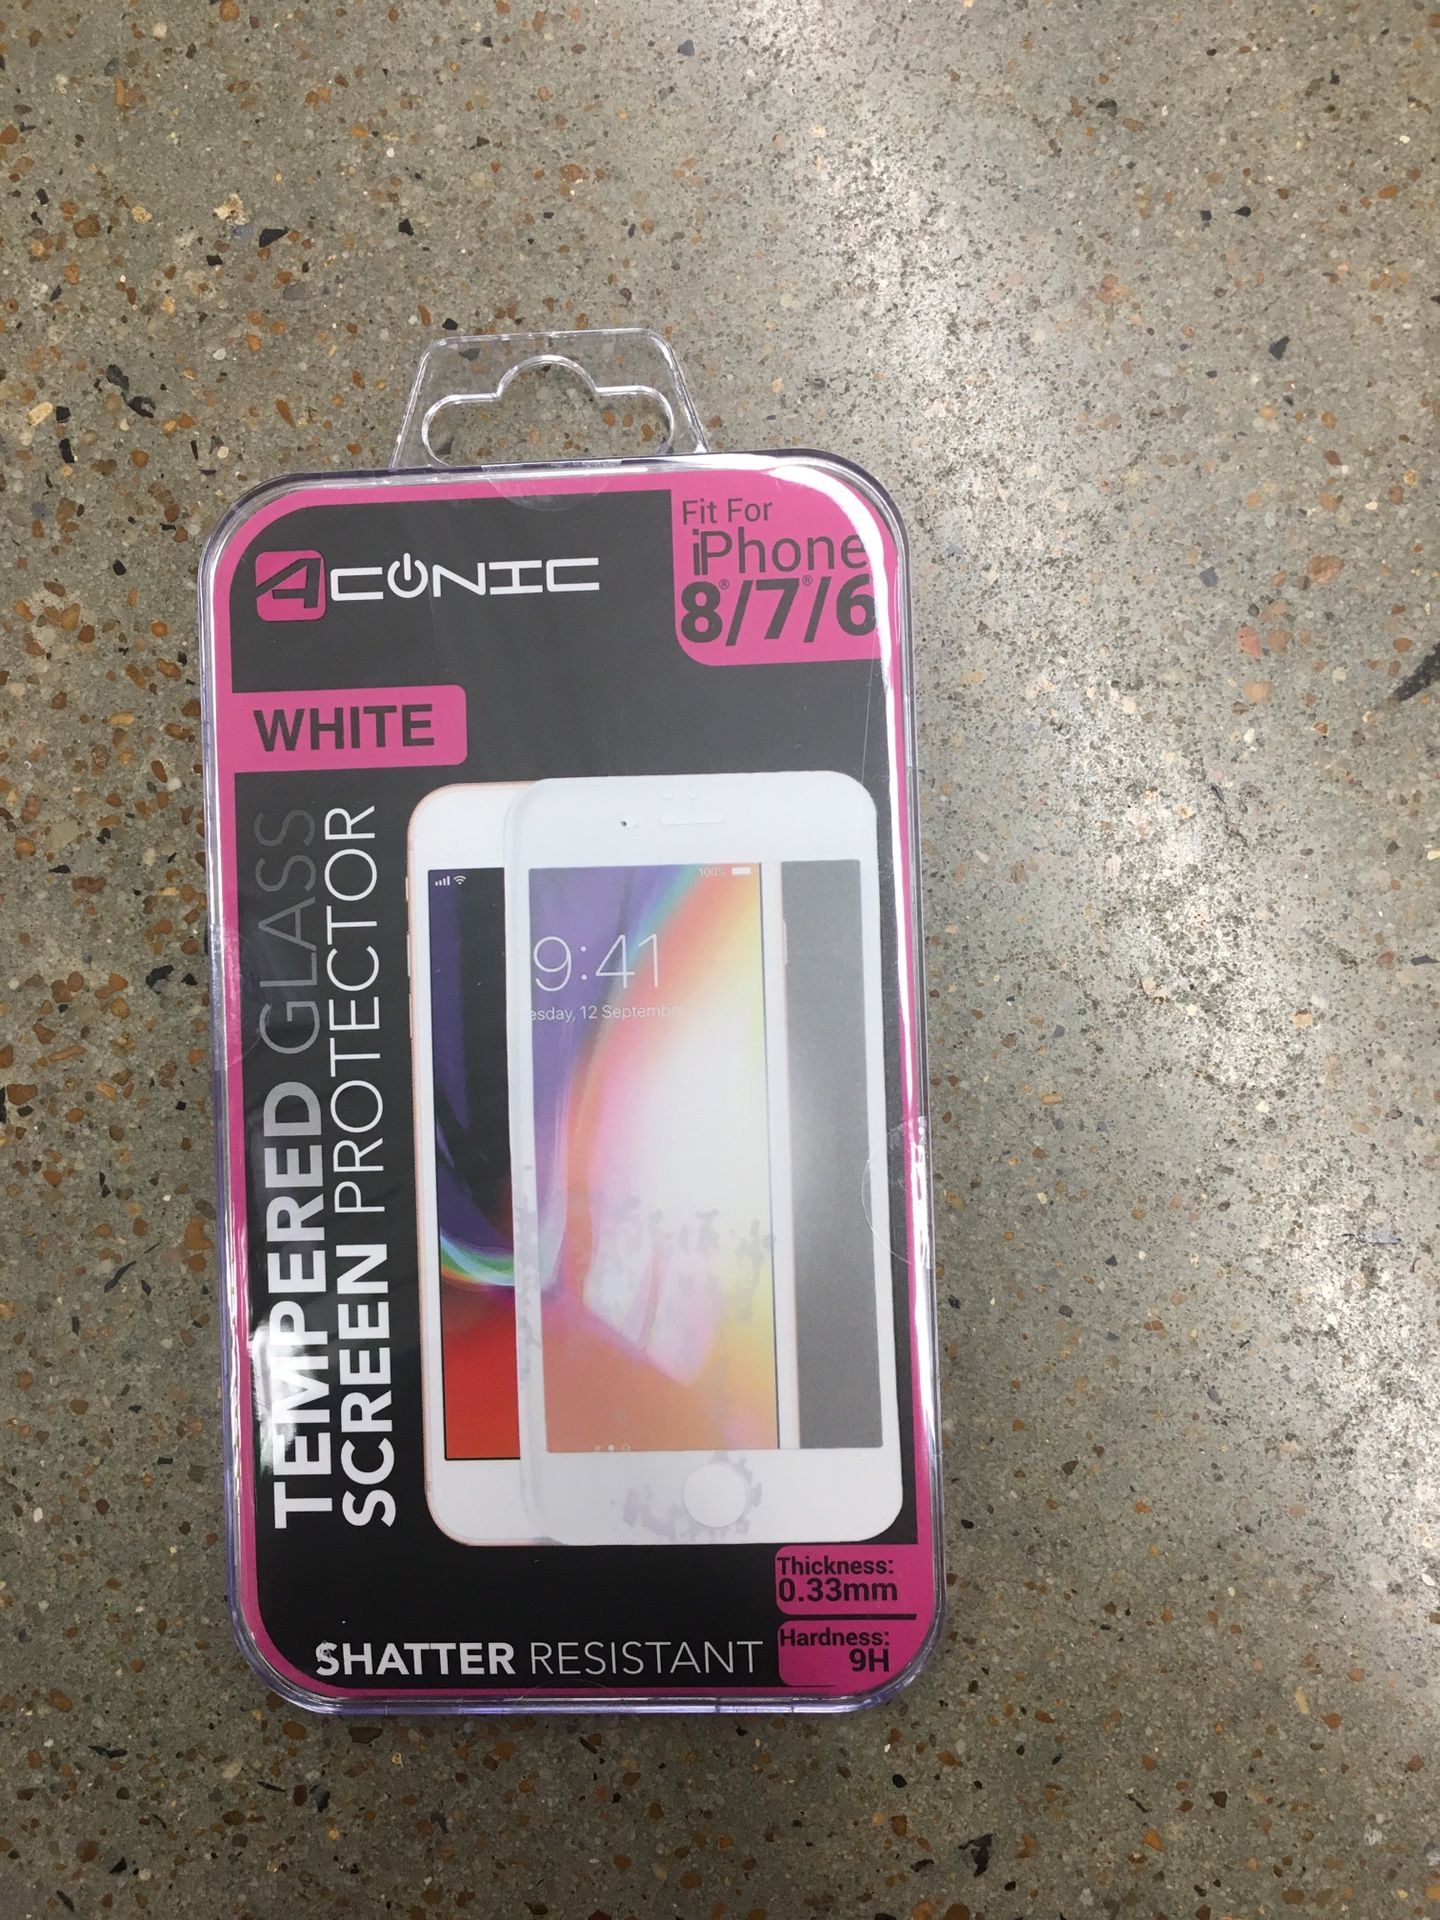 Fit For
iPhone
8®/7®/6
WHITE
TEMPERED GLASS
SCREEN PROTECTOR
100%
9:41
esday, 12 September
Thickness:
0.33mm
Hardness:
9H
SHATTER RESISTANT